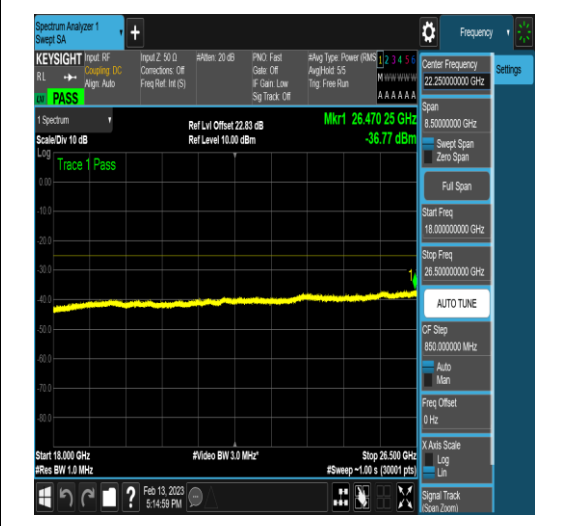 Spectrum Analyzer 1
Swept SA
Frequency
KEYSIGHT
RL
PASS
Input: RF
Coupling: DC
Align: Auto
Input Z: 50 Ω
Corrections: Off
Freq Ref: Int (S)
#Atten: 20 dB
PNO: Fast
Gate: Off
IF Gain: Low
Sig Track: Off
#Avg Type: Power (RMS
Avg|Hold: 5/5
Trig: Free Run
1 2 3 4 5 6
M w w w w w
A A A A A A
1 Spectrum
Scale/Div 10 dB
Ref Lvl Offset 22.83 dB
Ref Level 10.00 dBm
Mkr1 26.470 25 GHz
-36.77 dBm
Log
Trace 1 Pass
0.00
-10.0
-20.0
-30.0
-40.0
-50.0
-60.0
-70.0
-80.0
1
Start 18.000 GHz
#Res BW 1.0 MHz
#Video BW 3.0 MHz*
Stop 26.500 GHz
#Sweep ~1.00 s (30001 pts)
Feb 13, 2023
5:14:59 PM
Center Frequency
22.250000000 GHz
Settings
Span
8.50000000 GHz
Swept Span
Zero Span
Full Span
Start Freq
18.000000000 GHz
Stop Freq
26.500000000 GHz
AUTO TUNE
CF Step
850.000000 MHz
Auto
Man
Freq Offset
0 Hz
X Axis Scale
Log
Lin
Signal Track
(Span Zoom)